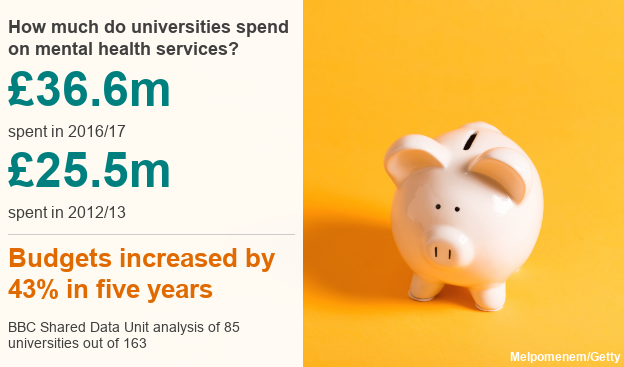 How much do universities spend
on mental health services?
£36.6m
spent in 2016/17
£25.5m
spent in 2012/13
Budgets increased by
43% in five years
BBC Shared Data Unit analysis of 85
universities out of 163
Melpomenem/Getty